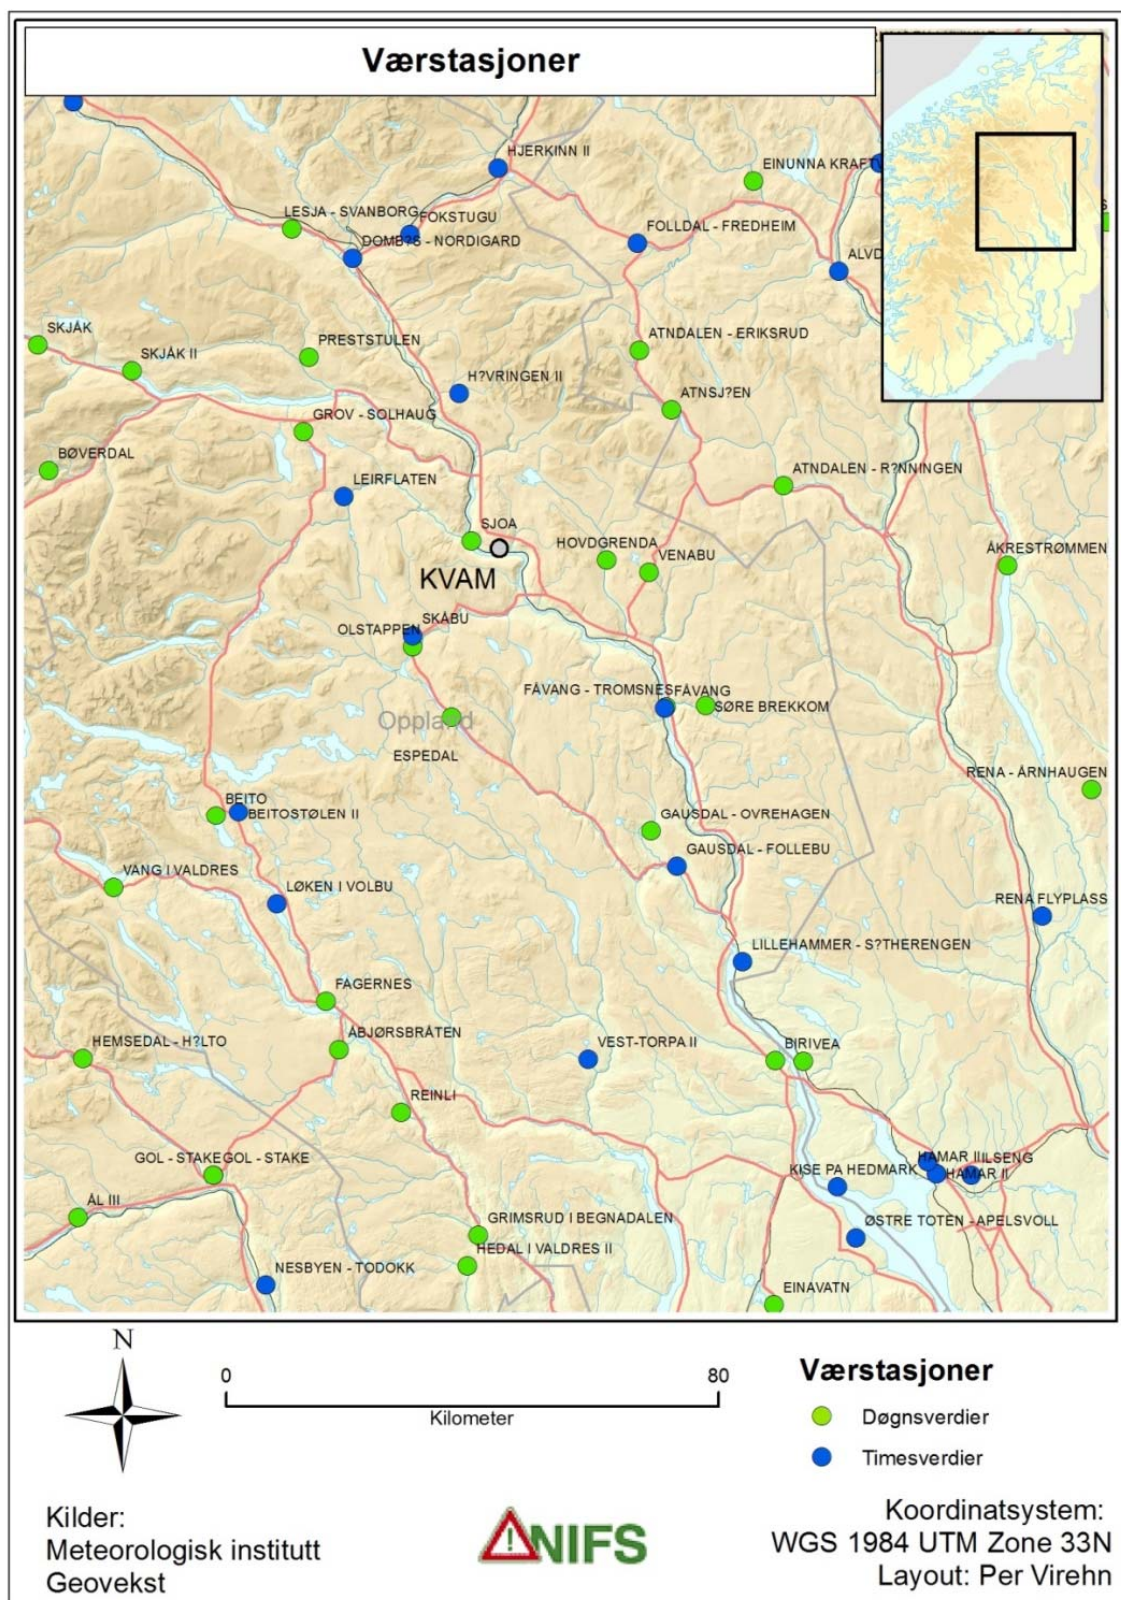 Værstasjoner
HJERKINN II
EINUNNA KRAFTV
LESJA - SVANBORG
FOKSTUGU
FOLLDAL - FREDHEIM
DOMB?S - NORDIGARD
ALVD
S
SKJÅK
PRESTSTULEN
ATNDALEN - ERIKSRUD
SKJÅK II
H?VRINGEN II
ATNSJ?EN
GROV - SOLHAUG
BØVERDAL
ATNDALEN - R?NNINGEN
LEIRFLATEN
SJOA
HOVDGRENDA
VENABU
ÅKRESTRØMMEN
KVAM
SKÅBU
OLSTAPPEN
FÅVANG - TROMSNES
FÅVANG
SØRE BREKKOM
Oppland
ESPEDAL
RENA - ÅRNHAUGEN
BEITO
BEITOSTØLEN II
GAUSDAL - OVREHAGEN
GAUSDAL - FOLLEBU
VANG I VALDRES
LØKEN I VOLBU
RENA FLYPLASS
LILLEHAMMER - S?THERENGEN
FAGERNES
ÅBJØRSBRÅTEN
HEMSEDAL - H?LTO
VEST-TORPA II
BIRI
VEA
REINLI
GOL - STAKE
GOL - STAKE
HAMAR II
ILSENG
KISE PA HEDMARK
HAMAR II
ÅL III
GRIMSRUD I BEGNADALEN
ØSTRE TOTEN - APELSVOLL
HEDAL I VALDRES II
NESBYEN - TODOKK
EINAVATN
N
0
80
Kilometer
Værstasjoner
Døgnsverdier
Timesverdier
Kilder:
Meteorologisk institutt
Geovekst
NIFS
Koordinatsystem:
WGS 1984 UTM Zone 33N
Layout: Per Virehn